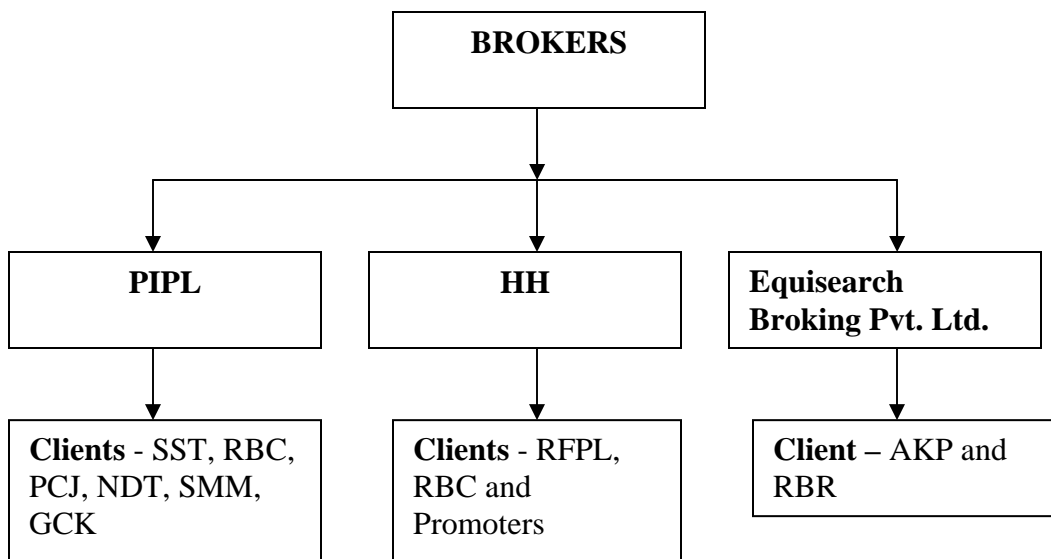 BROKERS
PIPL
HH
Equisearch
Broking Pvt. Ltd.
Clients - SST, RBC,
PCJ, NDT, SMM,
GCK
Clients - RFPL,
RBC and
Promoters
Client – AKP and
RBR